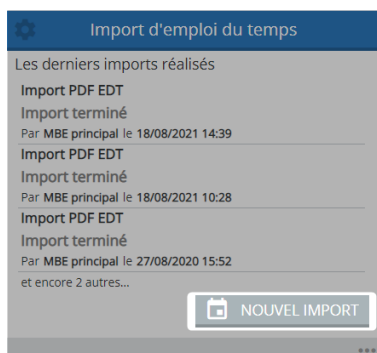 Import d'emploi du temps
Les derniers imports réalisés
Import PDF EDT
Import terminé
Par MBE principal le 18/08/2021 14:39
Import PDF EDT
Import terminé
Par MBE principal le 18/08/2021 10:28
Import PDF EDT
Import terminé
Par MBE principal le 27/08/2020 15:52
et encore 2 autres...
NOUVEL IMPORT